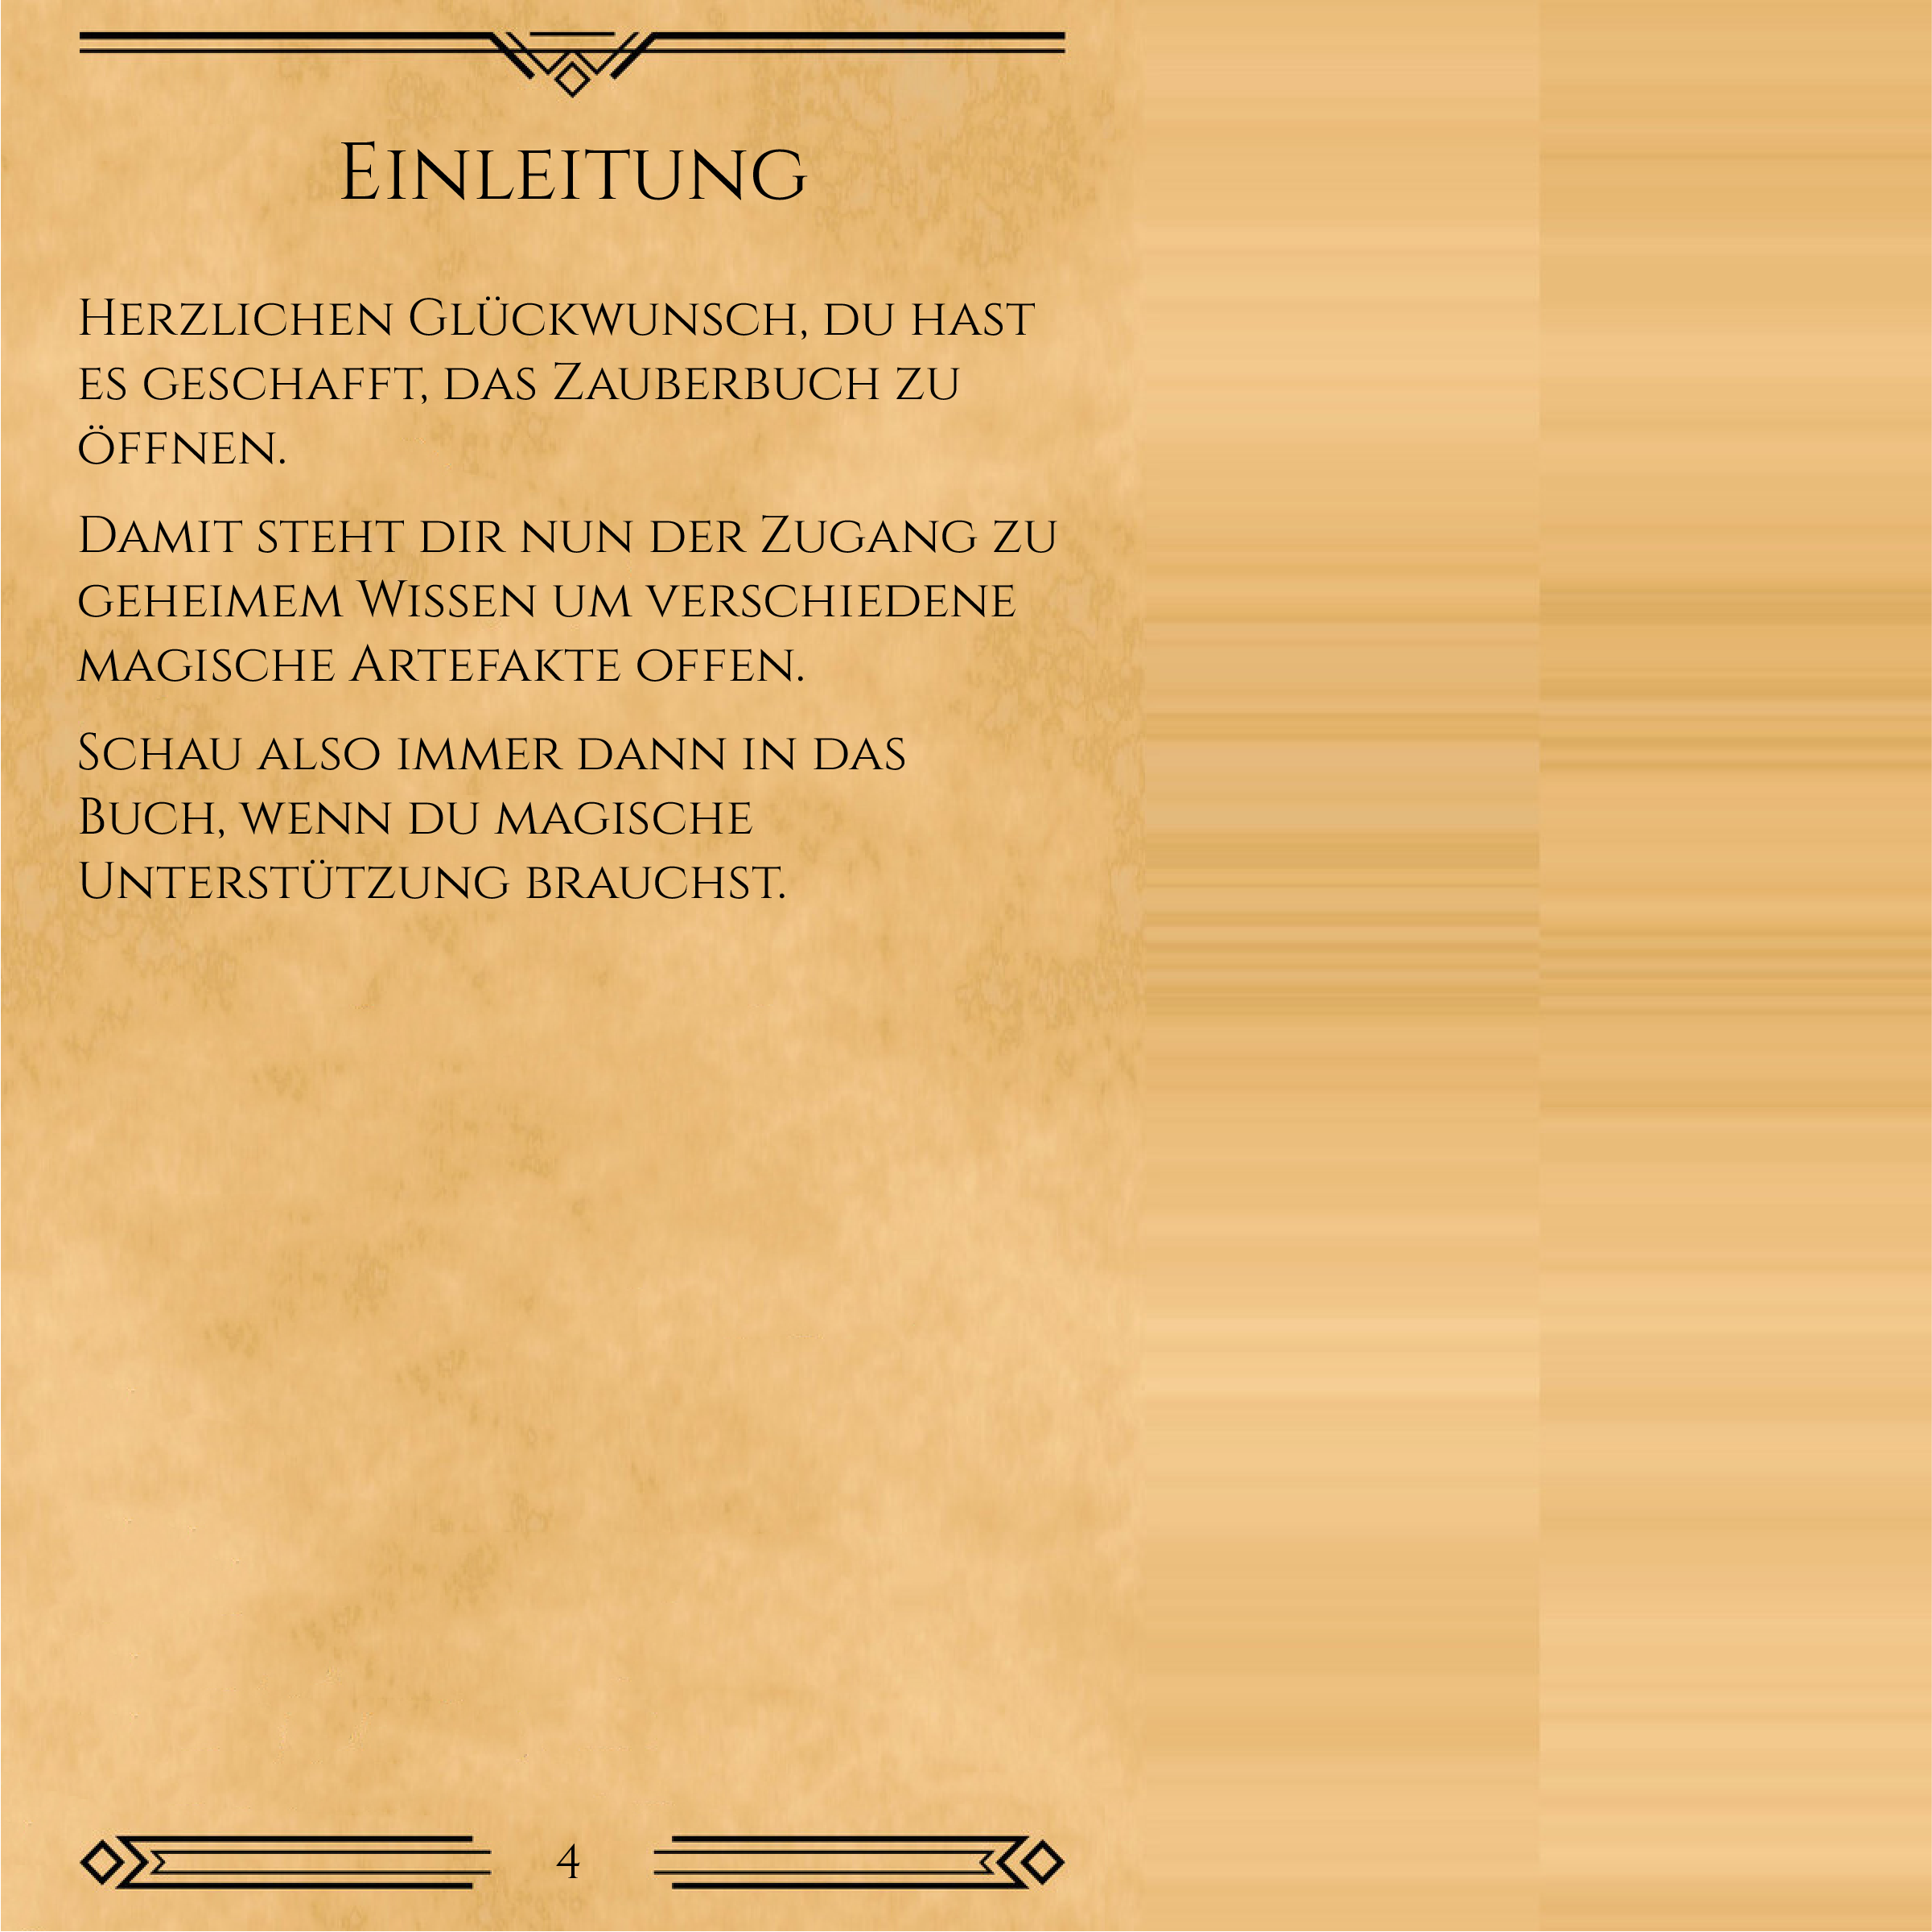 Einleitung
Herzlichen Glückwunsch, du hast
es geschafft, das Zauberbuch zu
öffnen.
Damit steht dir nun der Zugang zu
geheimem Wissen um verschiedene
magische Artefakte offen.
Schau also immer dann in das
Buch, wenn du magische
Unterstützung brauchst.
4